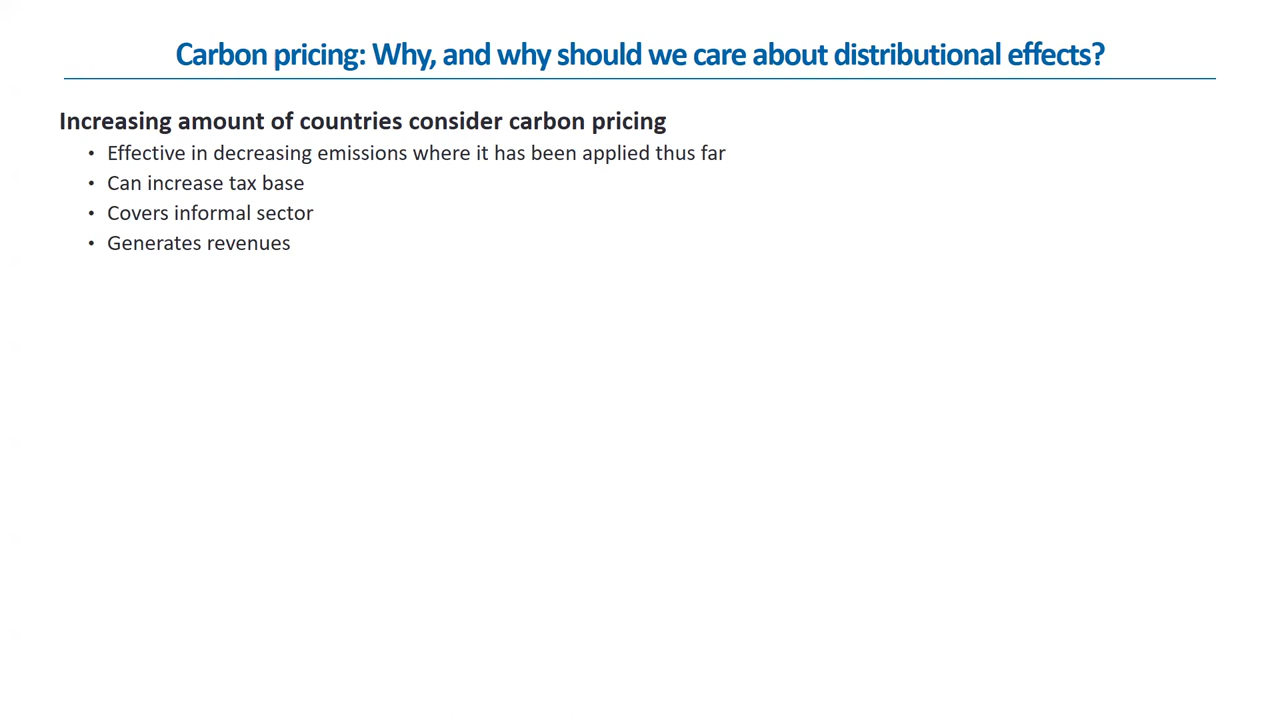 Carbon pricing: Why, and why should we care about distributional effects?
Increasing amount of countries consider carbon pricing
• Effective in decreasing emissions where it has been applied thus far
• Can increase tax base
• Covers informal sector
• Generates revenues